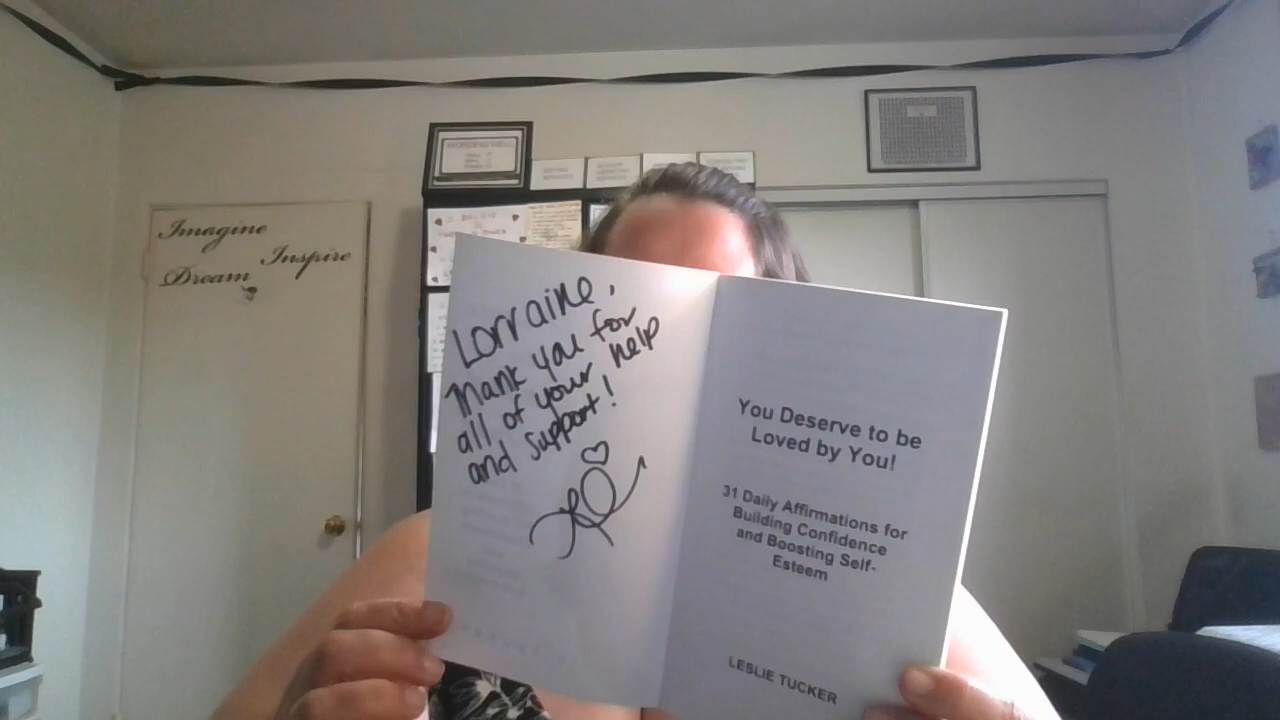 Imagine
Inspire
Dream
Lorraine,
Thank you for
all of your help
and support!
You Deserve to be
Loved by You!
31 Daily Affirmations for
Building Confidence
and Boosting Self-
Esteem
LESLIE TUCKER